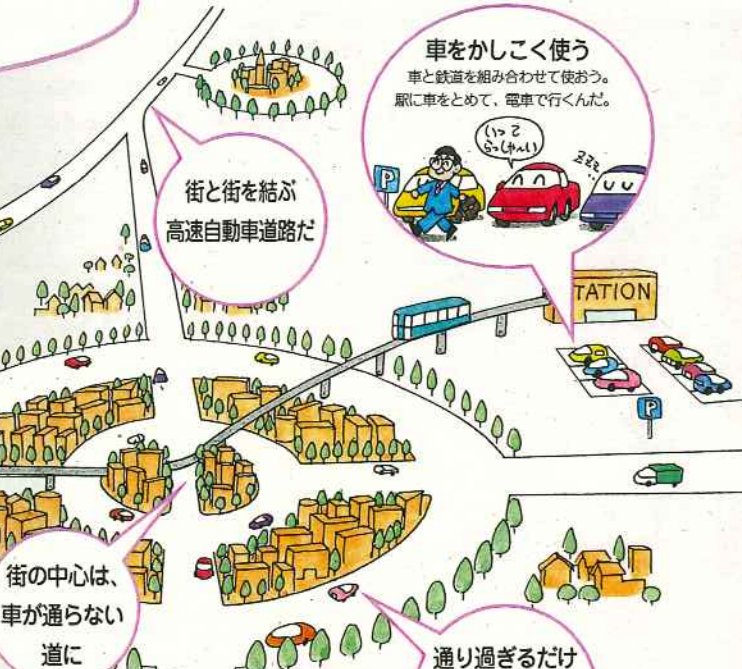 車をかしこく使う
車と鉄道を組み合わせて使おう。
駅に車をとめて、電車で行くんだ。
いって
らっしゃーい
ZZZ
P
街と街を結ぶ
高速自動車道路だ
TATION
P
街の中心は、
車が通らない
道に
通り過ぎるだけ